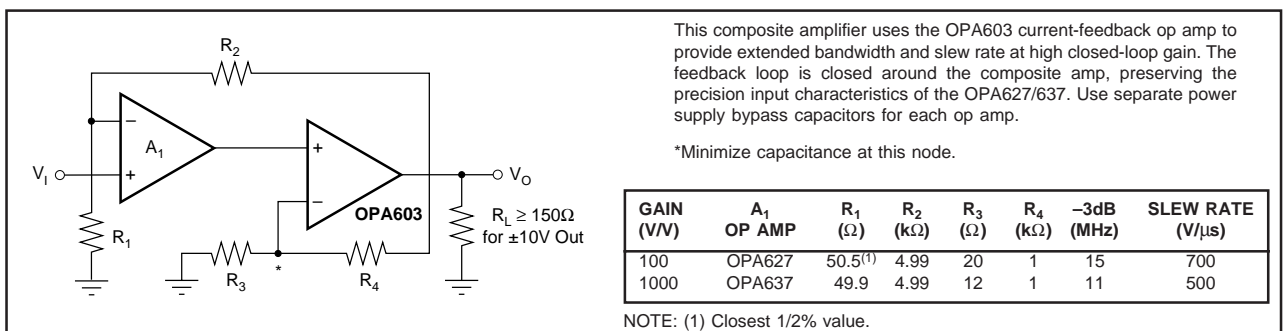 R2
−
A1
+
VI
R1
+
−
OPA603
VO
RL ≥ 150Ω
for ±10V Out
R3
*
R4
This composite amplifier uses the OPA603 current-feedback op amp to
provide extended bandwidth and slew rate at high closed-loop gain. The
feedback loop is closed around the composite amp, preserving the
precision input characteristics of the OPA627/637. Use separate power
supply bypass capacitors for each op amp.
*Minimize capacitance at this node.
GAIN A1 R1 R2 R3 R4 –3dB SLEW RATE
(V/V) OP AMP (Ω) (kΩ) (Ω) (kΩ) (MHz) (V/µs)
100 OPA627 50.5(1) 4.99 20 1 15 700
1000 OPA637 49.9 4.99 12 1 11 500
NOTE: (1) Closest 1/2% value.